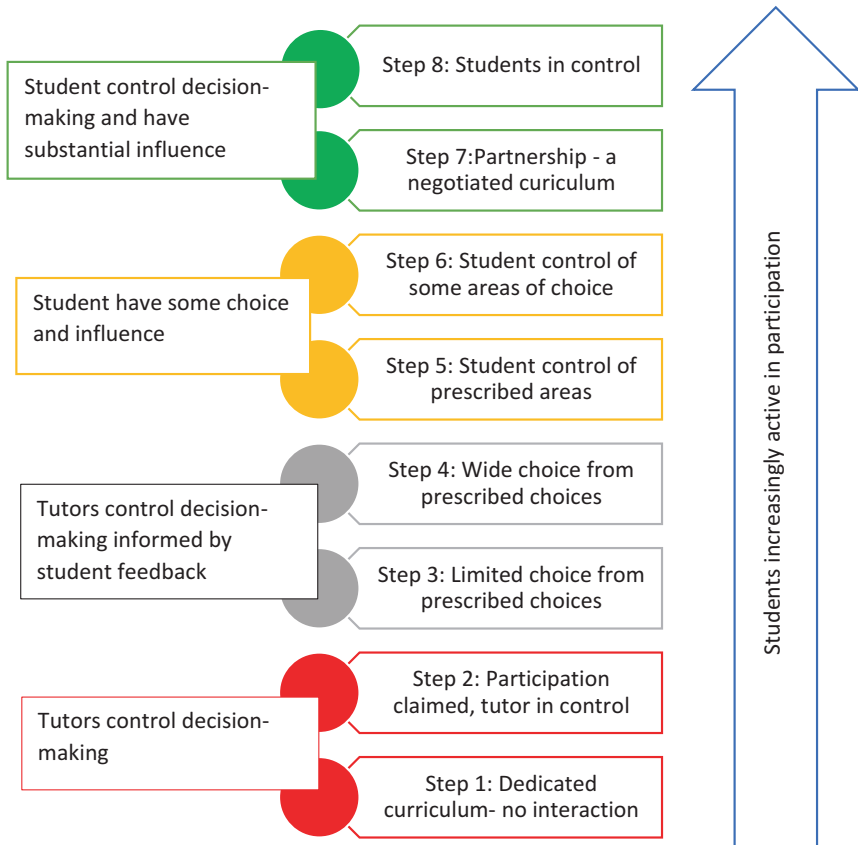 Student control decision-
making and have
substantial influence
Step 8: Students in control
Step 7:Partnership - a
negotiated curiculum
Student have some choice
and influence
Step 6: Student control of
some areas of choice
Step 5: Student control of
prescribed areas
Tutors control decision-
making informed by
student feedback
Step 4: Wide choice from
prescribed choices
Step 3: Limited choice from
prescribed choices
Tutors control decision-
making
Step 2: Participation
claimed, tutor in control
Step 1: Dedicated
curriculum- no interaction
Students increasingly active in participation